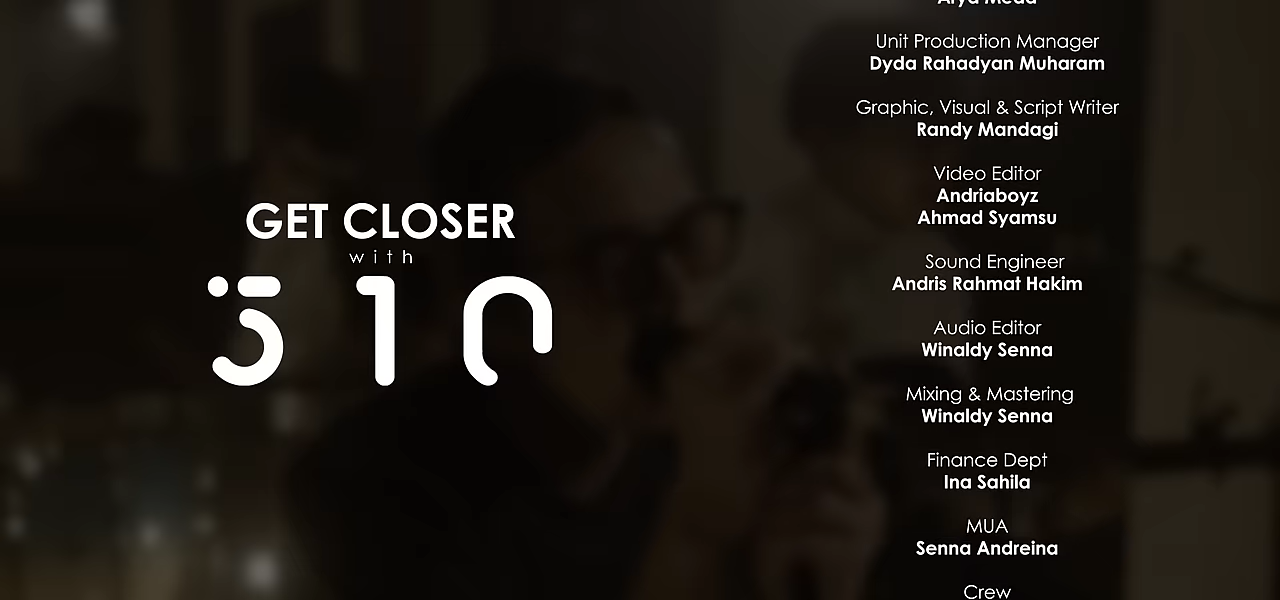 GET CLOSER
with
510
Unit Production Manager
Dyda Rahadyan Muharam
Graphic, Visual & Script Writer
Randy Mandagi
Video Editor
Andriaboyz
Ahmad Syamsu
Sound Engineer
Andris Rahmat Hakim
Audio Editor
Winaldy Senna
Mixing & Mastering
Winaldy Senna
Finance Dept
Ina Sahila
MUA
Senna Andreina
Crew